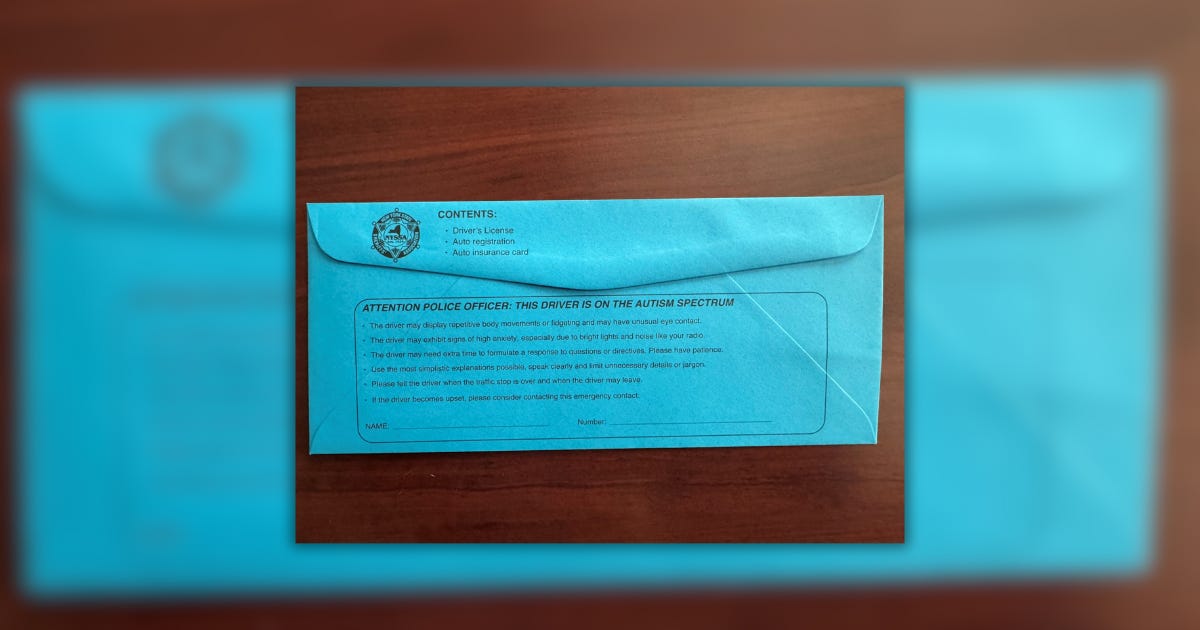 CONTENTS:
• Driver's License
• Auto registration
• Auto insurance card
NYSSA
ATTENTION POLICE OFFICER: THIS DRIVER IS ON THE AUTISM SPECTRUM
• The driver may display repetitive body movements or fidgeting and may have unusual eye contact.
• The driver may exhibit signs of high anxiety, especially due to bright lights and noise like your radio.
• The driver may need extra time to formulate a response to questions or directives. Please have patience.
• Use the most simplistic explanations possible, speak clearly and limit unnecessary details or jargon.
• Please tell the driver when the traffic stop is over and when the driver may leave.
• If the driver becomes upset, please consider contacting this emergency contact:
NAME: Number: